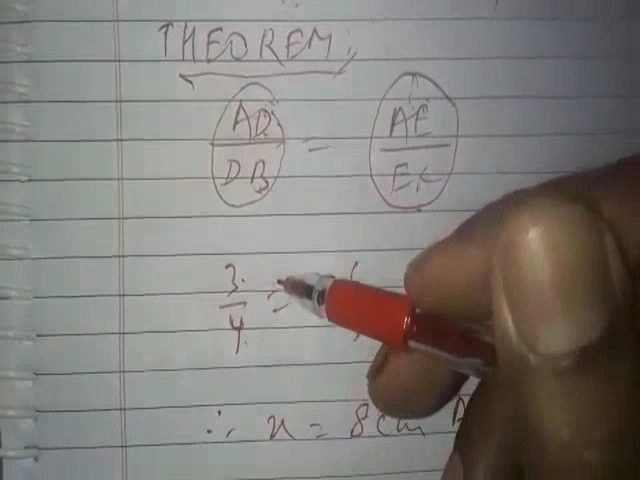 THEOREM:
AD/DB = AE/EC
3/4 =
∴ x = 8cm A